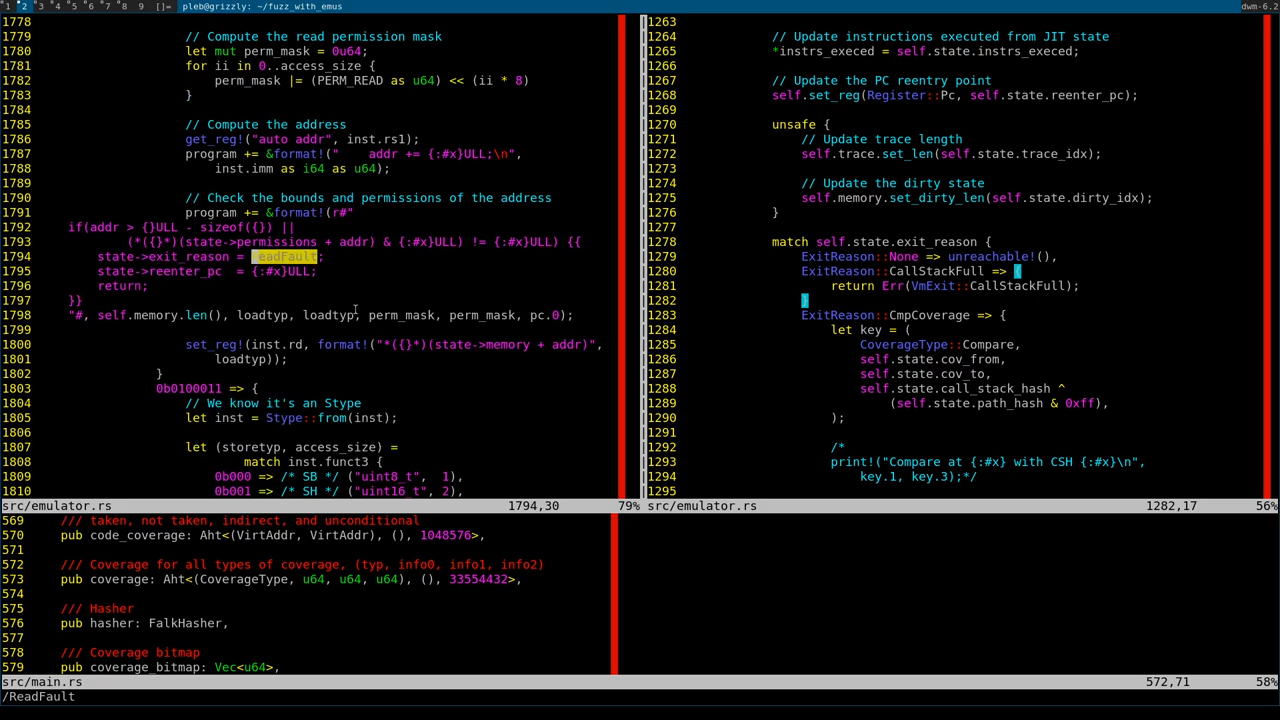 1 2 3 4 5 6 7 8 9 []= pleb@grizzly: ~/fuzz_with_emus dwm-6.2
1778
1779 // Compute the read permission mask
1780 let mut perm_mask = 0u64;
1781 for ii in 0..access_size {
1782 perm_mask |= (PERM_READ as u64) << (ii * 8)
1783 }
1784
1785 // Compute the address
1786 get_reg!("auto addr", inst.rs1);
1787 program += &format!("    addr += {:#x}ULL;\n",
1788 inst.imm as i64 as u64);
1789
1790 // Check the bounds and permissions of the address
1791 program += &format!(r#"
1792 if(addr > {}ULL - sizeof({}) ||
1793 (*({}*)(state->permissions + addr) & {:#x}ULL) != {:#x}ULL) {{
1794 state->exit_reason = ReadFault;
1795 state->reenter_pc  = {:#x}ULL;
1796 return;
1797 }}
1798 "#, self.memory.len(), loadtyp, loadtyp, perm_mask, perm_mask, pc.0);
1799
1800 set_reg!(inst.rd, format!("*({}*)(state->memory + addr)",
1801 loadtyp));
1802 }
1803 0b0100011 => {
1804 // We know it's an Stype
1805 let inst = Stype::from(inst);
1806
1807 let (storetyp, access_size) =
1808 match inst.funct3 {
1809 0b000 => /* SB */ ("uint8_t",  1),
1810 0b001 => /* SH */ ("uint16_t", 2),
src/emulator.rs 1794,30 79%
1263
1264 // Update instructions executed from JIT state
1265 *instrs_execed = self.state.instrs_execed;
1266
1267 // Update the PC reentry point
1268 self.set_reg(Register::Pc, self.state.reenter_pc);
1269
1270 unsafe {
1271 // Update trace length
1272 self.trace.set_len(self.state.trace_idx);
1273
1274 // Update the dirty state
1275 self.memory.set_dirty_len(self.state.dirty_idx);
1276 }
1277
1278 match self.state.exit_reason {
1279 ExitReason::None => unreachable!(),
1280 ExitReason::CallStackFull => {
1281 return Err(VmExit::CallStackFull);
1282 }
1283 ExitReason::CmpCoverage => {
1284 let key = (
1285 CoverageType::Compare,
1286 self.state.cov_from,
1287 self.state.cov_to,
1288 self.state.call_stack_hash ^
1289 (self.state.path_hash & 0xff),
1290 );
1291
1292 /*
1293 print!("Compare at {:#x} with CSH {:#x}\n",
1294 key.1, key.3);*/
1295
src/emulator.rs 1282,17 56%
569 /// taken, not taken, indirect, and unconditional
570 pub code_coverage: Aht<(VirtAddr, VirtAddr), (), 1048576>,
571
572 /// Coverage for all types of coverage, (typ, info0, info1, info2)
573 pub coverage: Aht<(CoverageType, u64, u64, u64), (), 33554432>,
574
575 /// Hasher
576 pub hasher: FalkHasher,
577
578 /// Coverage bitmap
579 pub coverage_bitmap: Vec<u64>,
src/main.rs 572,71 58%
/ReadFault